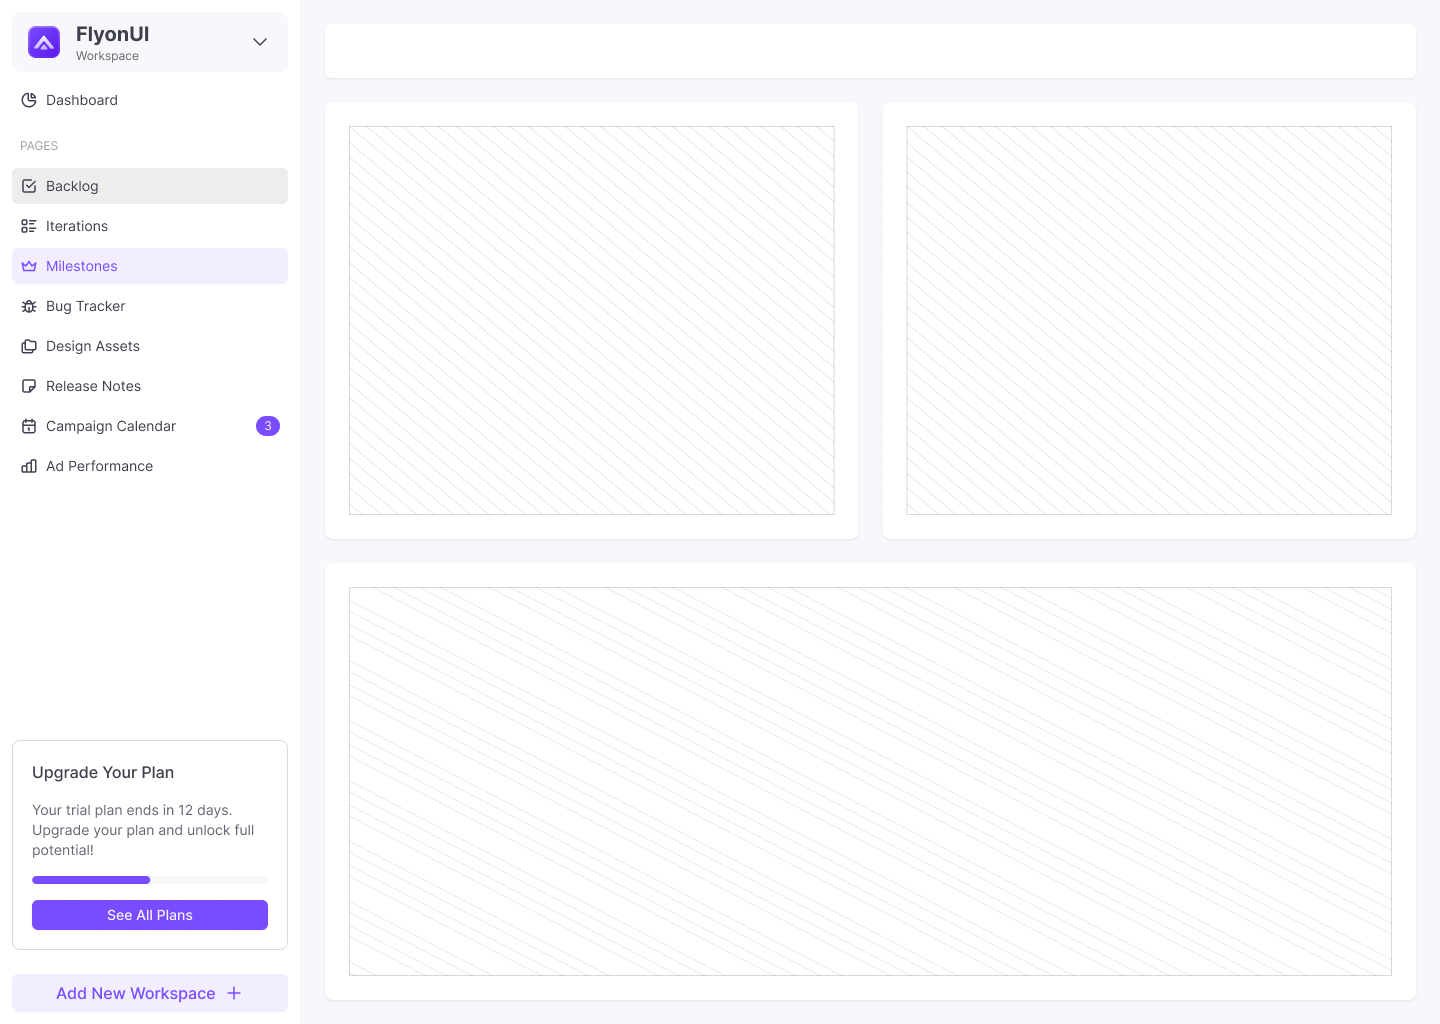 FlyonUI
Workspace
Dashboard
PAGES
Backlog
Iterations
Milestones
Bug Tracker
Design Assets
Release Notes
Campaign Calendar 3
Ad Performance
Upgrade Your Plan
Your trial plan ends in 12 days.
Upgrade your plan and unlock full
potential!
See All Plans
Add New Workspace